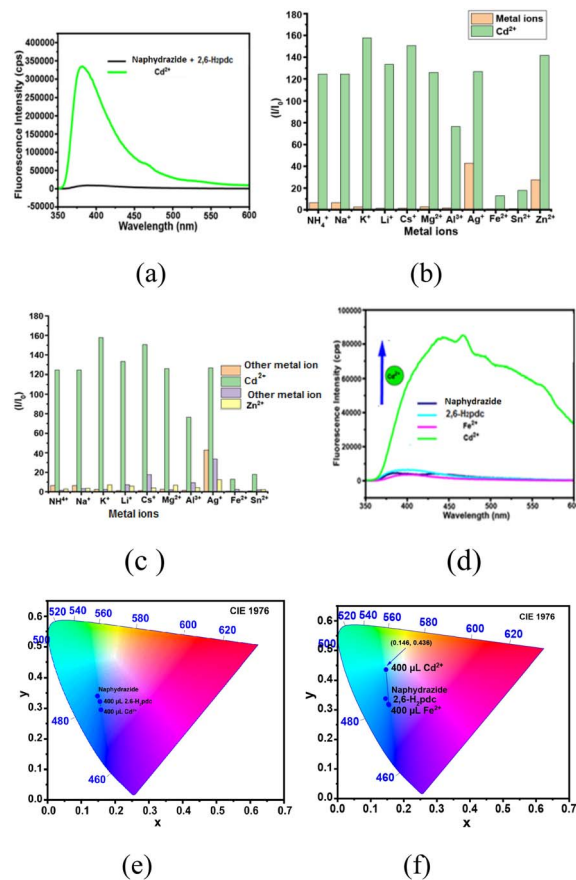 400000
350000
300000
250000
200000
150000
100000
50000
0
-50000
Fluorescence Intensity (cps)
Naphydrazide + 2,6-H2pdc
Cd2+
350 400 450 500 550 600
Wavelength (nm)
(a)
180
160
140
120
100
80
60
40
20
0
(I/I0)
Metal ions
Cd2+
NH4+ Na+ K+ Li+ Cs+ Mg2+ Al3+ Ag+ Fe2+ Sn2+ Zn2+
Metal ions
(b)
180
160
140
120
100
80
60
40
20
0
(I/I0)
Other metal ion
Cd2+
Other metal ion
Zn2+
NH4+ Na+ K+ Li+ Cs+ Mg2+ Al3+ Ag+ Fe2+ Sn2+
Metal ions
(c )
100000
80000
60000
40000
20000
0
Fluorescence Intensity (cps)
Naphydrazide
2,6-H2pdc
Fe2+
Cd2+
350 400 450 500 550 600
Wavelength (nm)
(d)
CIE 1976
0.6
0.5
0.4
0.3
0.2
0.1
0.0
y
520 540 560 580 600 620
500
480
460
Naphydrazide
400 µL 2,6-H2pdc
400 µL Cd2+
0.0 0.1 0.2 0.3 0.4 0.5 0.6 0.7
x
(e)
CIE 1976
0.6
0.5
0.4
0.3
0.2
0.1
0.0
y
520 540 560 580 600 620
500
480
460
(0.146, 0.436)
400 µL Cd2+
Naphydrazide
2,6-H2pdc
400 µL Fe2+
0.0 0.1 0.2 0.3 0.4 0.5 0.6 0.7
x
(f)